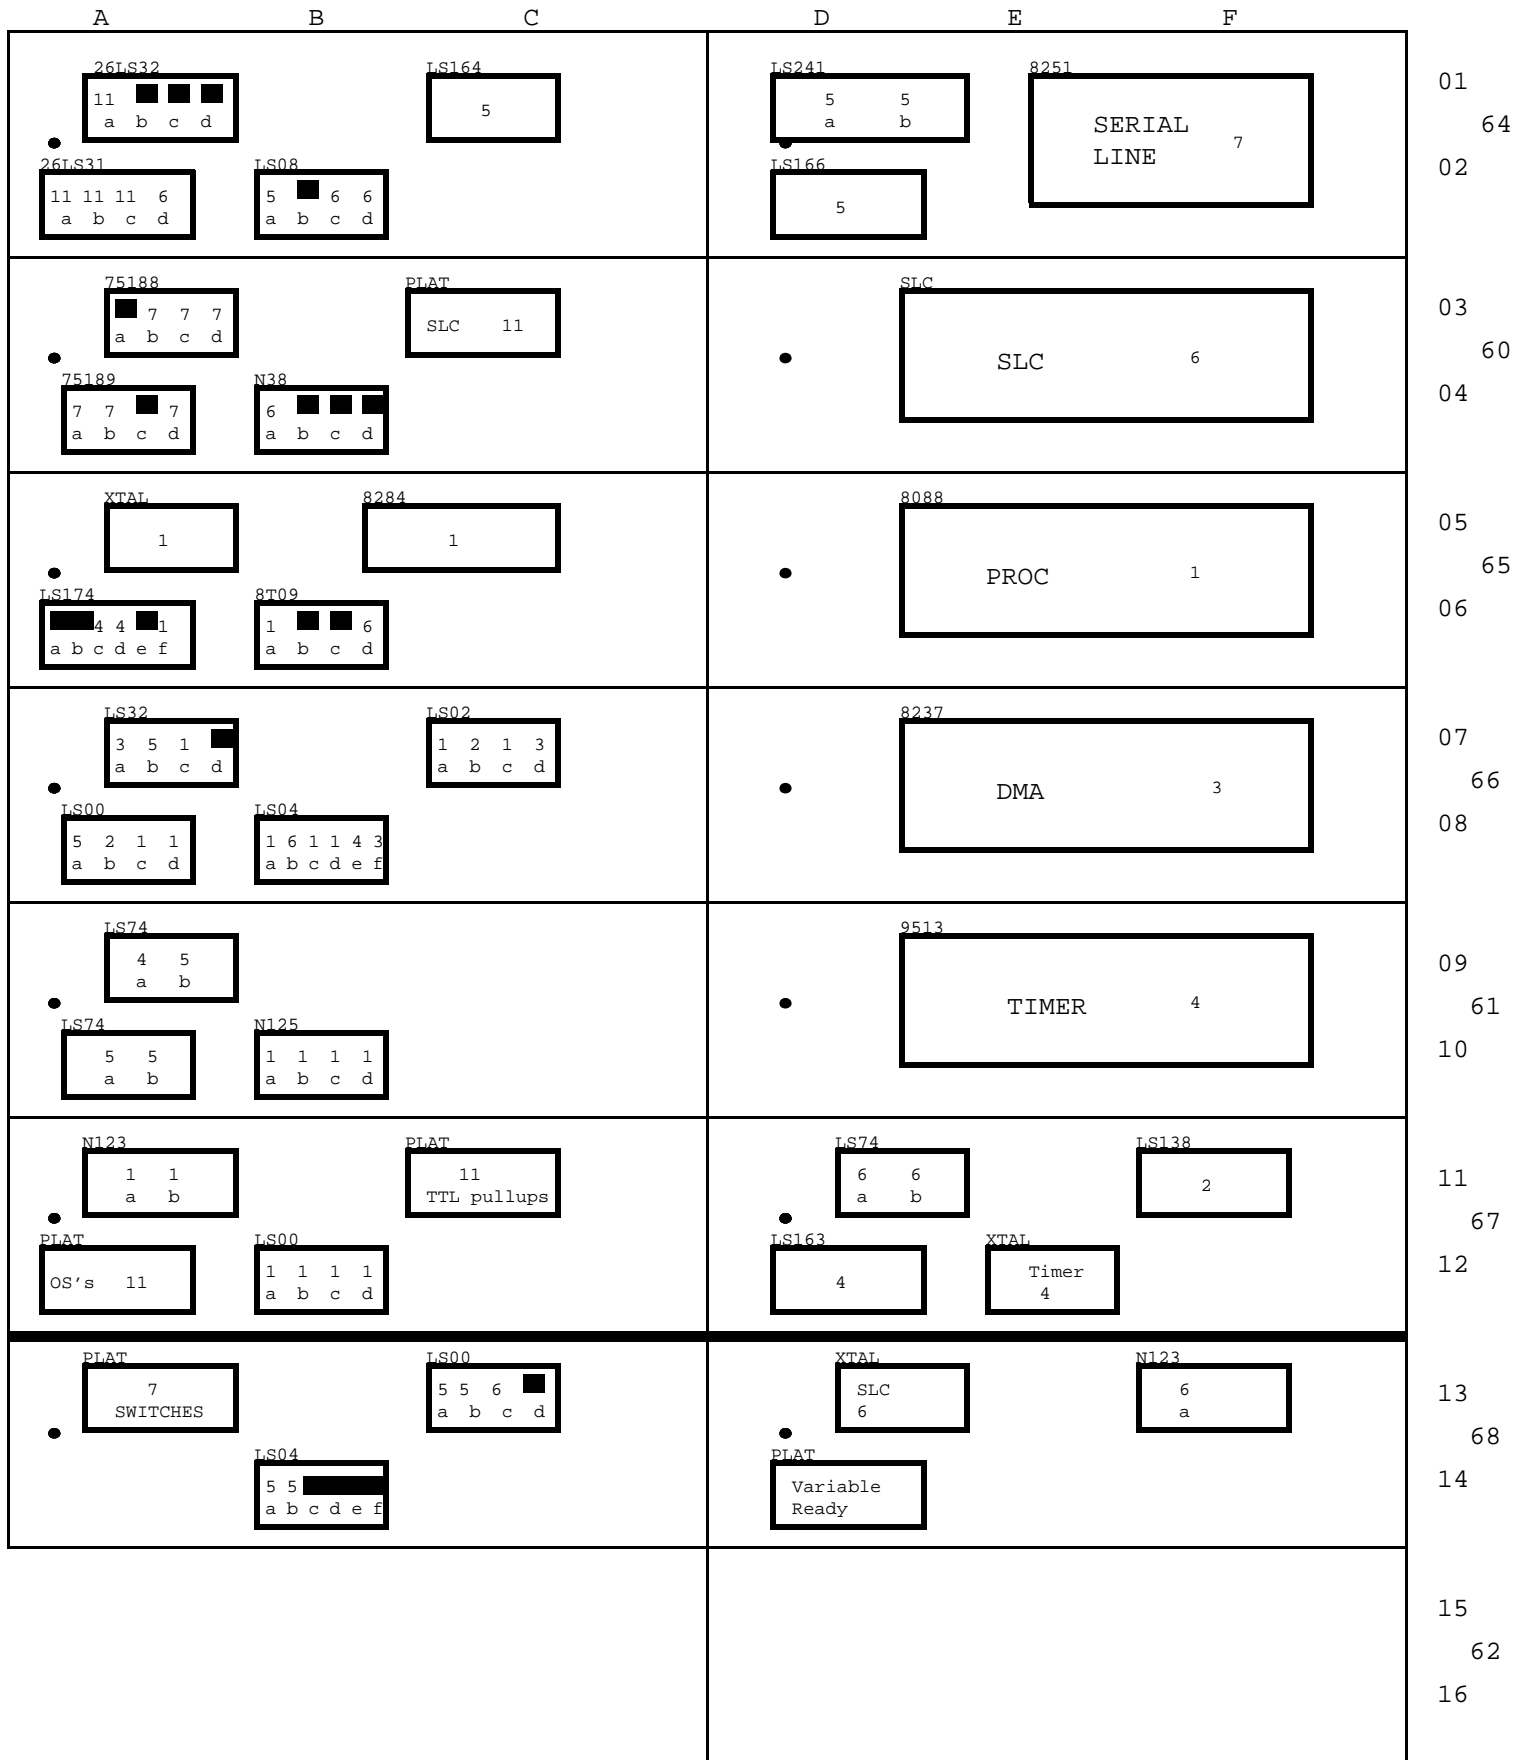 A B C D E F
26LS32 LS164 LS241 8251
01
11
5
5 5
a b c d
a b
SERIAL
LINE
7
64
26LS31 LS08 LS166
02
11 11 11 6
5 6 6
5
a b c d
a b c d
75188 PLAT SLC
03
7 7 7
SLC 11
a b c d
SLC 6
60
75189 N38
04
7 7 7
6
a b c d
a b c d
XTAL 8284 8088
05
1
1
PROC 1
65
LS174 8T09
06
4 4 1
1 6
a b c d e f
a b c d
LS32 LS02 8237
07
3 5 1
1 2 1 3
a b c d
a b c d
DMA 3
66
LS00 LS04
08
5 2 1 1
1 6 1 1 4 3
a b c d
a b c d e f
LS74 9513
09
4 5
a b
TIMER 4
61
LS74 N125
10
5 5
1 1 1 1
a b
a b c d
N123 PLAT LS74 LS138
11
1 1
11
6 6
2
a b
TTL pullups
a b
67
PLAT LS00 LS163 XTAL
12
OS's 11
1 1 1 1
a b c d
4
Timer
4
PLAT LS00 XTAL N123
13
7
5 5 6
SLC
6
SWITCHES
a b c d
6
a
68
LS04 PLAT
14
5 5
Variable
a b c d e f
Ready
15
62
16